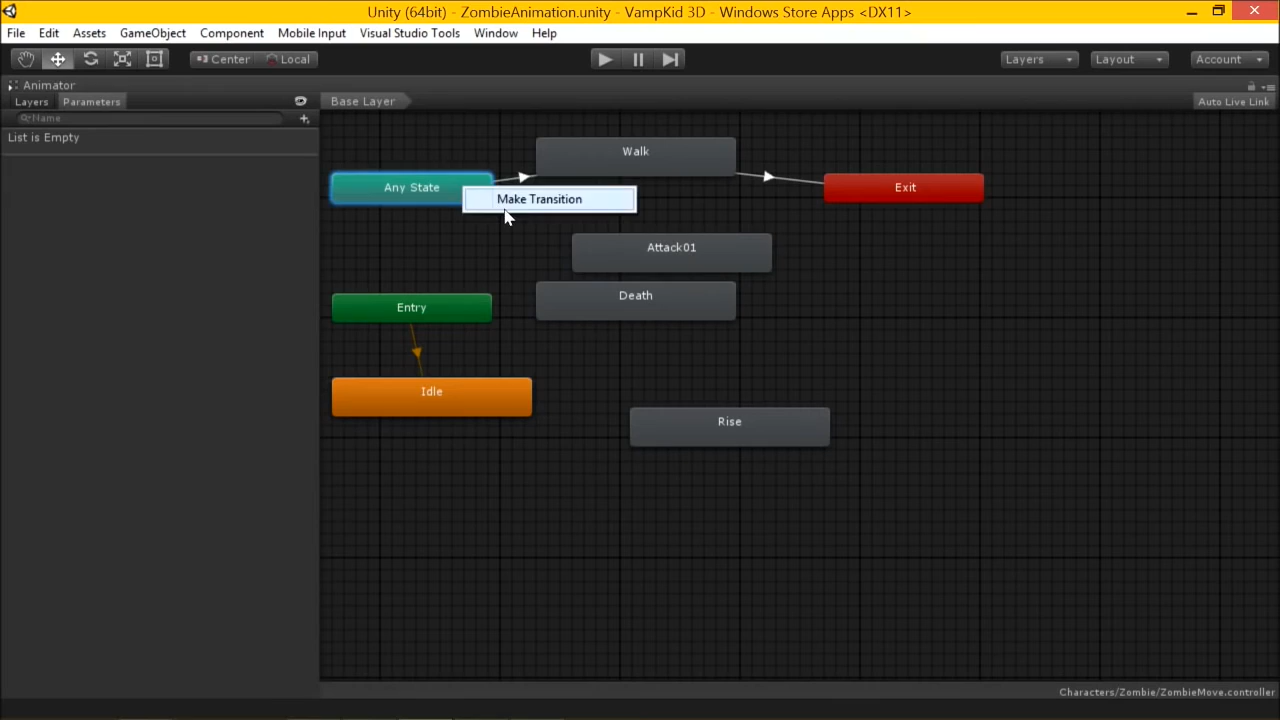 Unity (64bit) - ZombieAnimation.unity - VampKid 3D - Windows Store Apps <DX11>
File Edit Assets GameObject Component Mobile Input Visual Studio Tools Window Help
Center Local Layers Layout Account
Animator
Layers Parameters Base Layer Auto Live Link
Name
List is Empty
Walk
Any State
Exit
Make Transition
Attack01
Death
Entry
Idle
Rise
Characters/Zombie/ZombieMove.controller